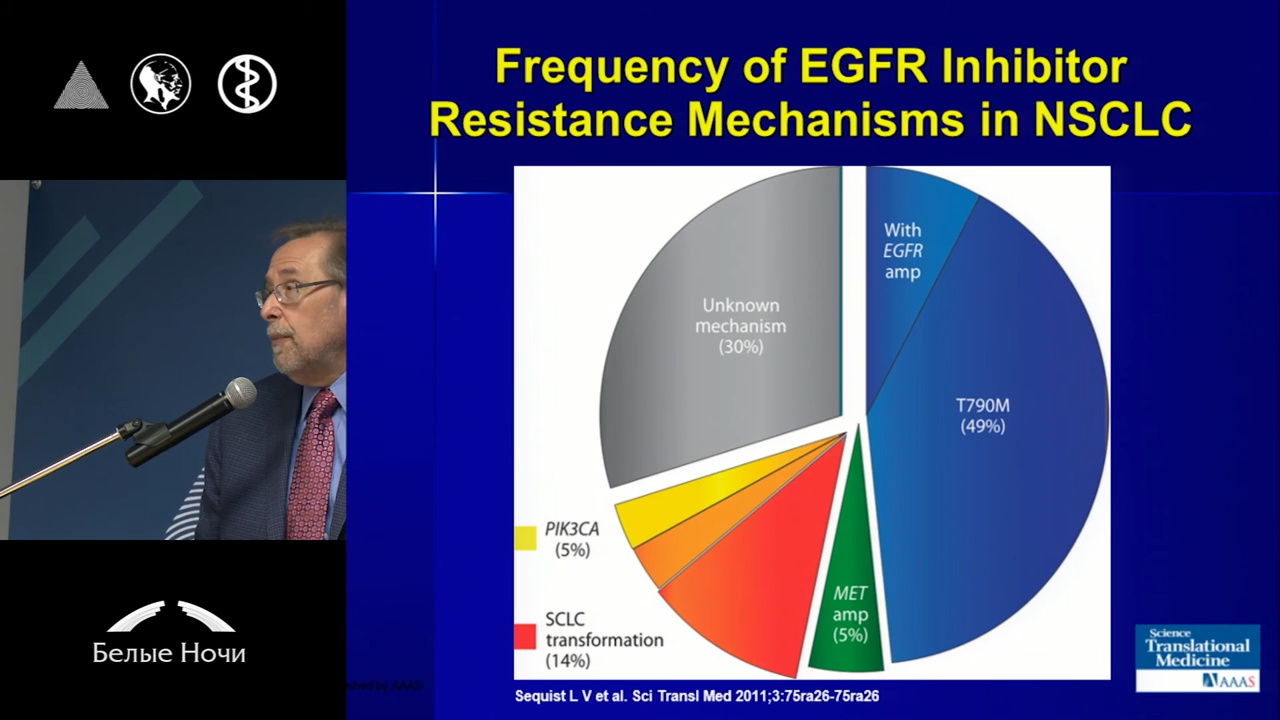 Frequency of EGFR Inhibitor
Resistance Mechanisms in NSCLC
With
EGFR
amp
Unknown
mechanism
(30%)
T790M
(49%)
PIK3CA
(5%)
MET
amp
(5%)
SCLC
transformation
(14%)
Белые Ночи
by AAAS
Sequist L V et al. Sci Transl Med 2011;3:75ra26-75ra26
Science
Translational
Medicine
AAAS